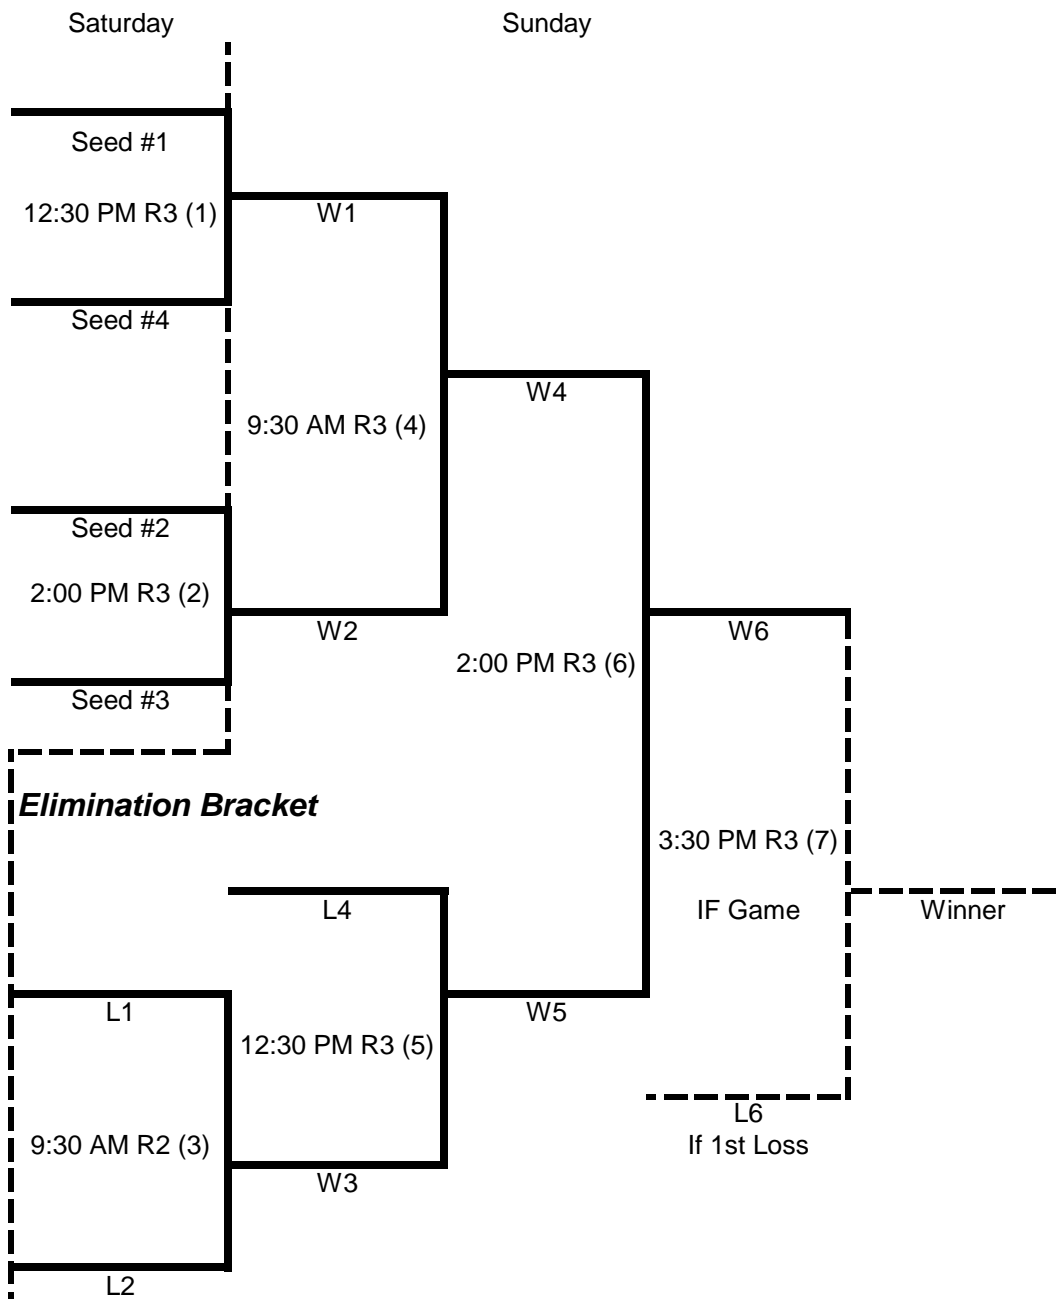 Saturday
Sunday
Seed #1
12:30 PM R3 (1)
W1
Seed #4
W4
9:30 AM R3 (4)
Seed #2
2:00 PM R3 (2)
W2
W6
2:00 PM R3 (6)
Seed #3
Elimination Bracket
3:30 PM R3 (7)
L4
IF Game
Winner
L1
W5
12:30 PM R3 (5)
L6
If 1st Loss
9:30 AM R2 (3)
W3
L2